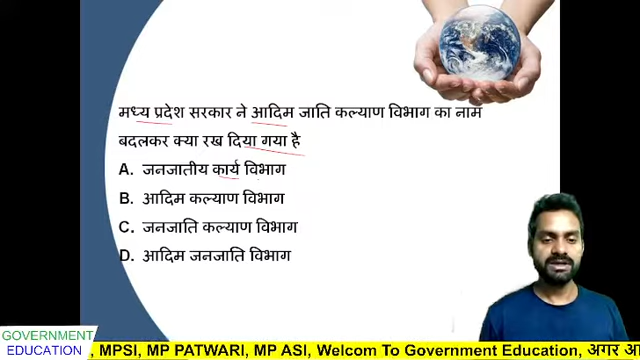 मध्य प्रदेश सरकार ने आदिम जाति कल्याण विभाग का नाम
बदलकर क्या रख दिया गया है
A. जनजातीय कार्य विभाग
B. आदिम कल्याण विभाग
C. जनजाति कल्याण विभाग
D. आदिम जनजाति विभाग
GOVERNMENT
EDUCATION
, MPSI, MP PATWARI, MP ASI, Welcom To Government Education, अगर आ